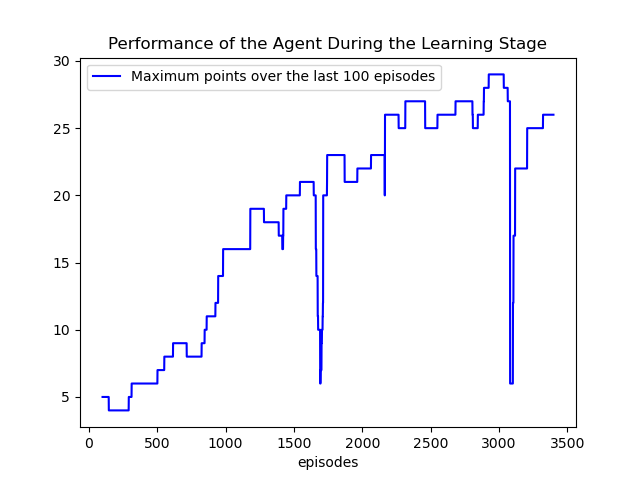 Performance of the Agent During the Learning Stage
Maximum points over the last 100 episodes
30
25
20
15
10
5
0 500 1000 1500 2000 2500 3000 3500
episodes